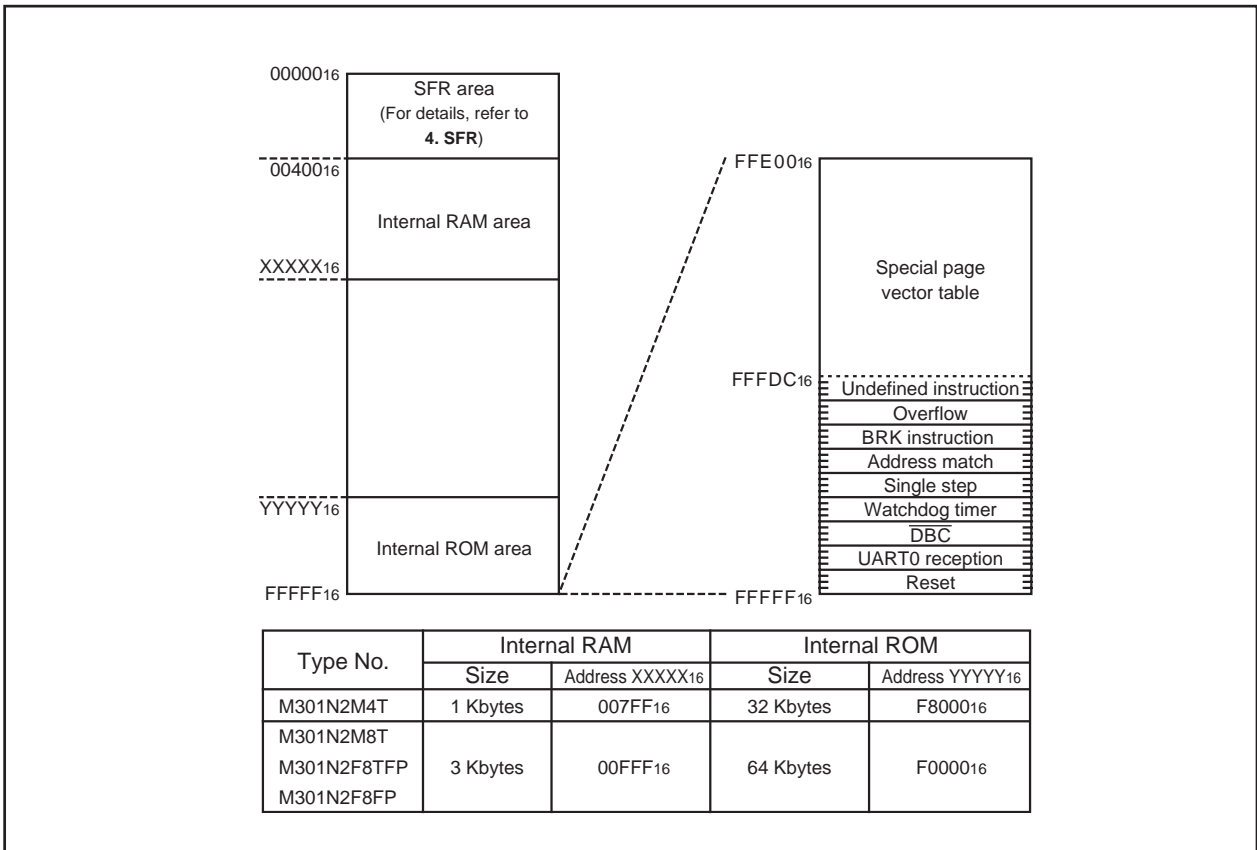 0000016
SFR area
(For details, refer to
4. SFR)
0040016
Internal RAM area
XXXXX16
YYYYY16
Internal ROM area
FFFFF16
FFE0016
Special page
vector table
FFFDC16
Undefined instruction
Overflow
BRK instruction
Address match
Single step
Watchdog timer
DBC
UART0 reception
Reset
FFFFF16
Type No. Internal RAM Internal ROM
Size Address XXXXX16 Size Address YYYYY16
M301N2M4T 1 Kbytes 007FF16 32 Kbytes F800016
M301N2M8T
M301N2F8TFP 3 Kbytes 00FFF16 64 Kbytes F000016
M301N2F8FP